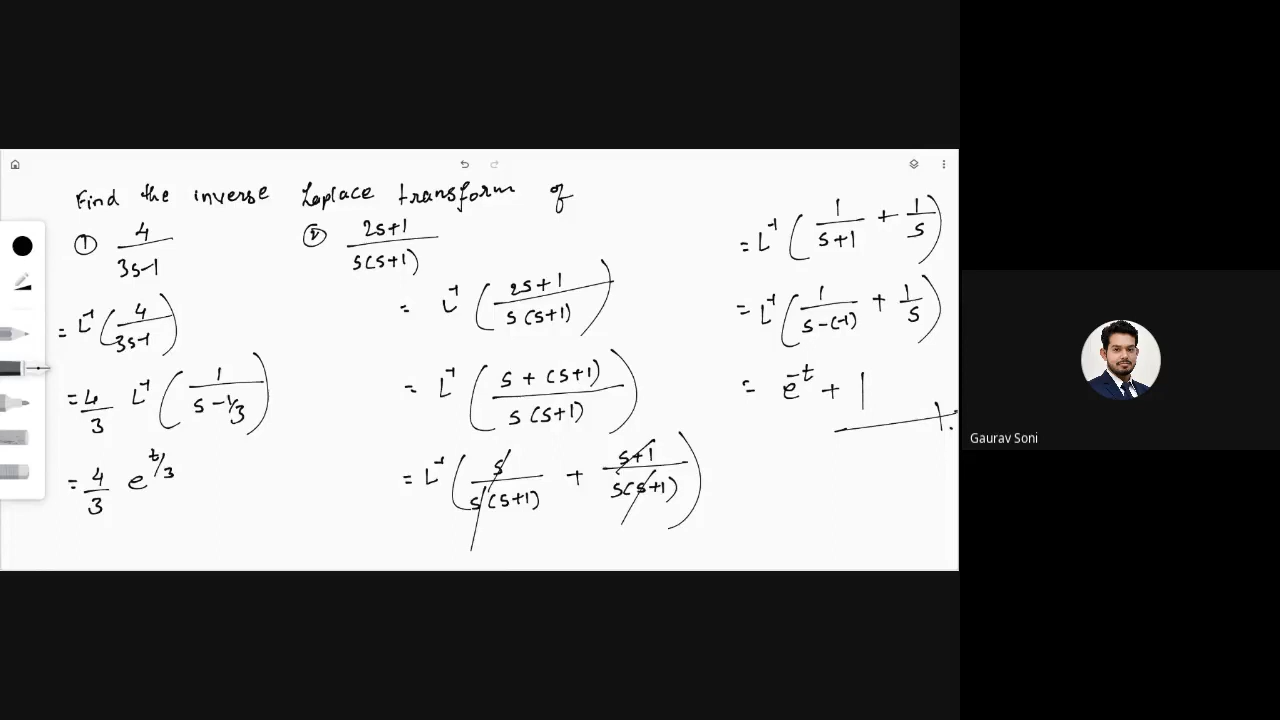 Find the inverse Laplace transform of
① 4/(3s-1)
= L⁻¹ (4/(3s-1))
= 4/3 L⁻¹ (1/(s-1/3))
= 4/3 e^(t/3)
② (2s+1)/(s(s+1))
= L⁻¹ ((2s+1)/(s(s+1)))
= L⁻¹ ((s+(s+1))/(s(s+1)))
= L⁻¹ (s/(s(s+1)) + (s+1)/(s(s+1)))
= L⁻¹ (1/(s+1) + 1/s)
= L⁻¹ (1/(s-(-1)) + 1/s)
= e^(-t) + 1
Gaurav Soni